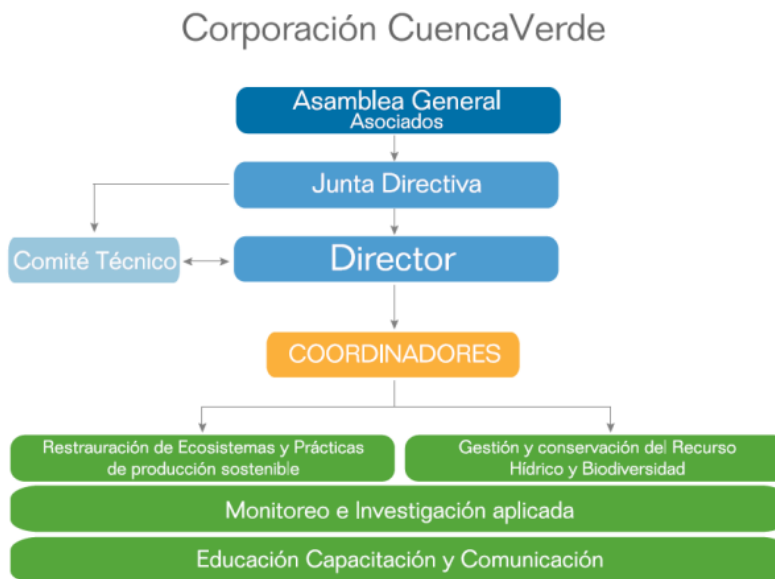 Corporación CuencaVerde
Asamblea General
Asociados
Junta Directiva
Comité Técnico
Director
COORDINADORES
Restrauración de Ecosistemas y Prácticas
de producción sostenible
Gestión y conservación del Recurso
Hídrico y Biodiversidad
Monitoreo e Investigación aplicada
Educación Capacitación y Comunicación